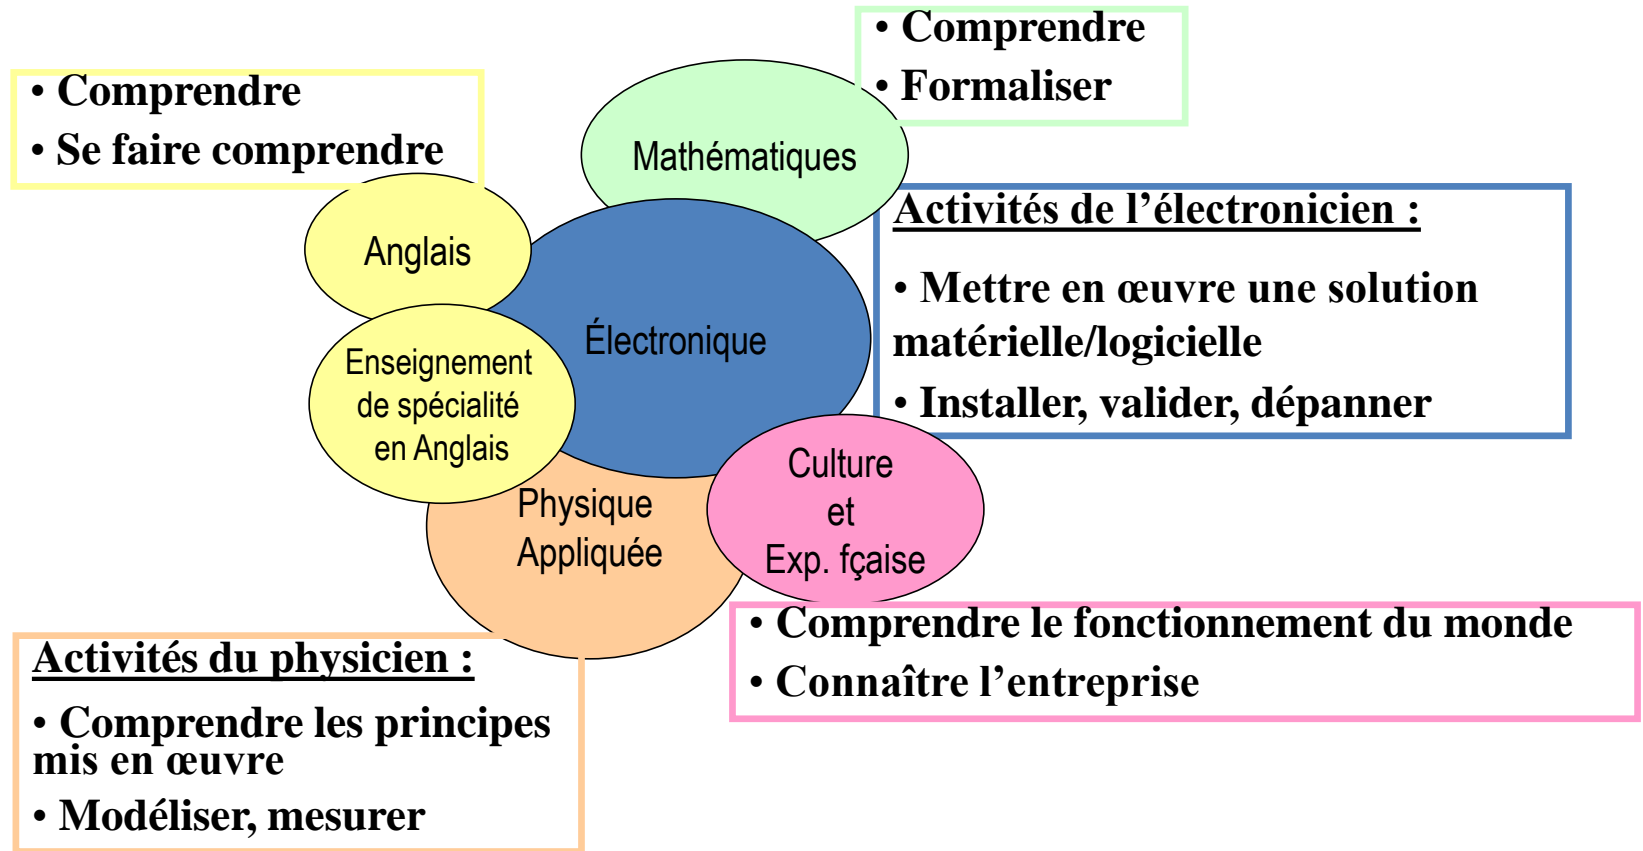 • Comprendre
• Formaliser
• Comprendre
• Se faire comprendre
Mathématiques
Activités de l’électronicien :
• Mettre en œuvre une solution
matérielle/logicielle
• Installer, valider, dépanner
Anglais
Électronique
Enseignement
de spécialité
en Anglais
Culture
et
Exp. fçaise
Physique
Appliquée
• Comprendre le fonctionnement du monde
• Connaître l’entreprise
Activités du physicien :
• Comprendre les principes
mis en œuvre
• Modéliser, mesurer